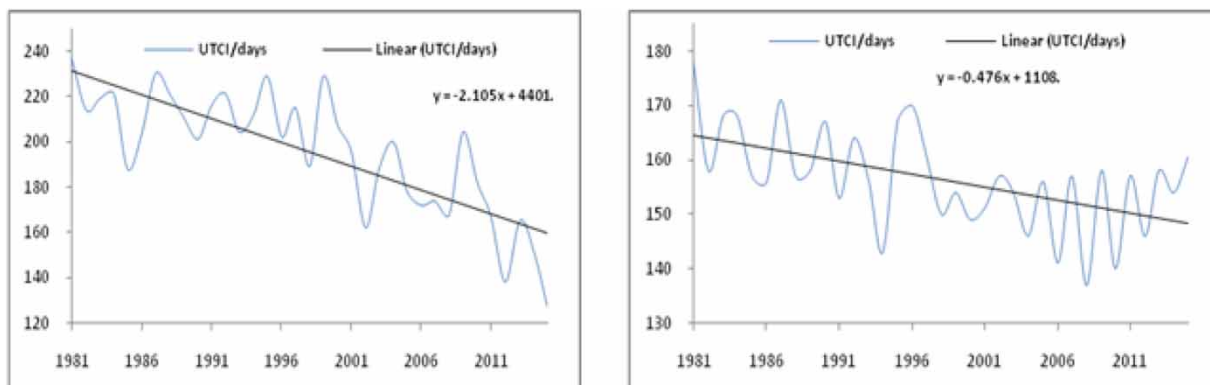 UTCI/days Linear (UTCI/days)
y = -2.105x + 4401.
240
220
200
180
160
140
120
1981 1986 1991 1996 2001 2006 2011
UTCI/days Linear (UTCI/days)
y = -0.476x + 1108.
180
170
160
150
140
130
1981 1986 1991 1996 2001 2006 2011